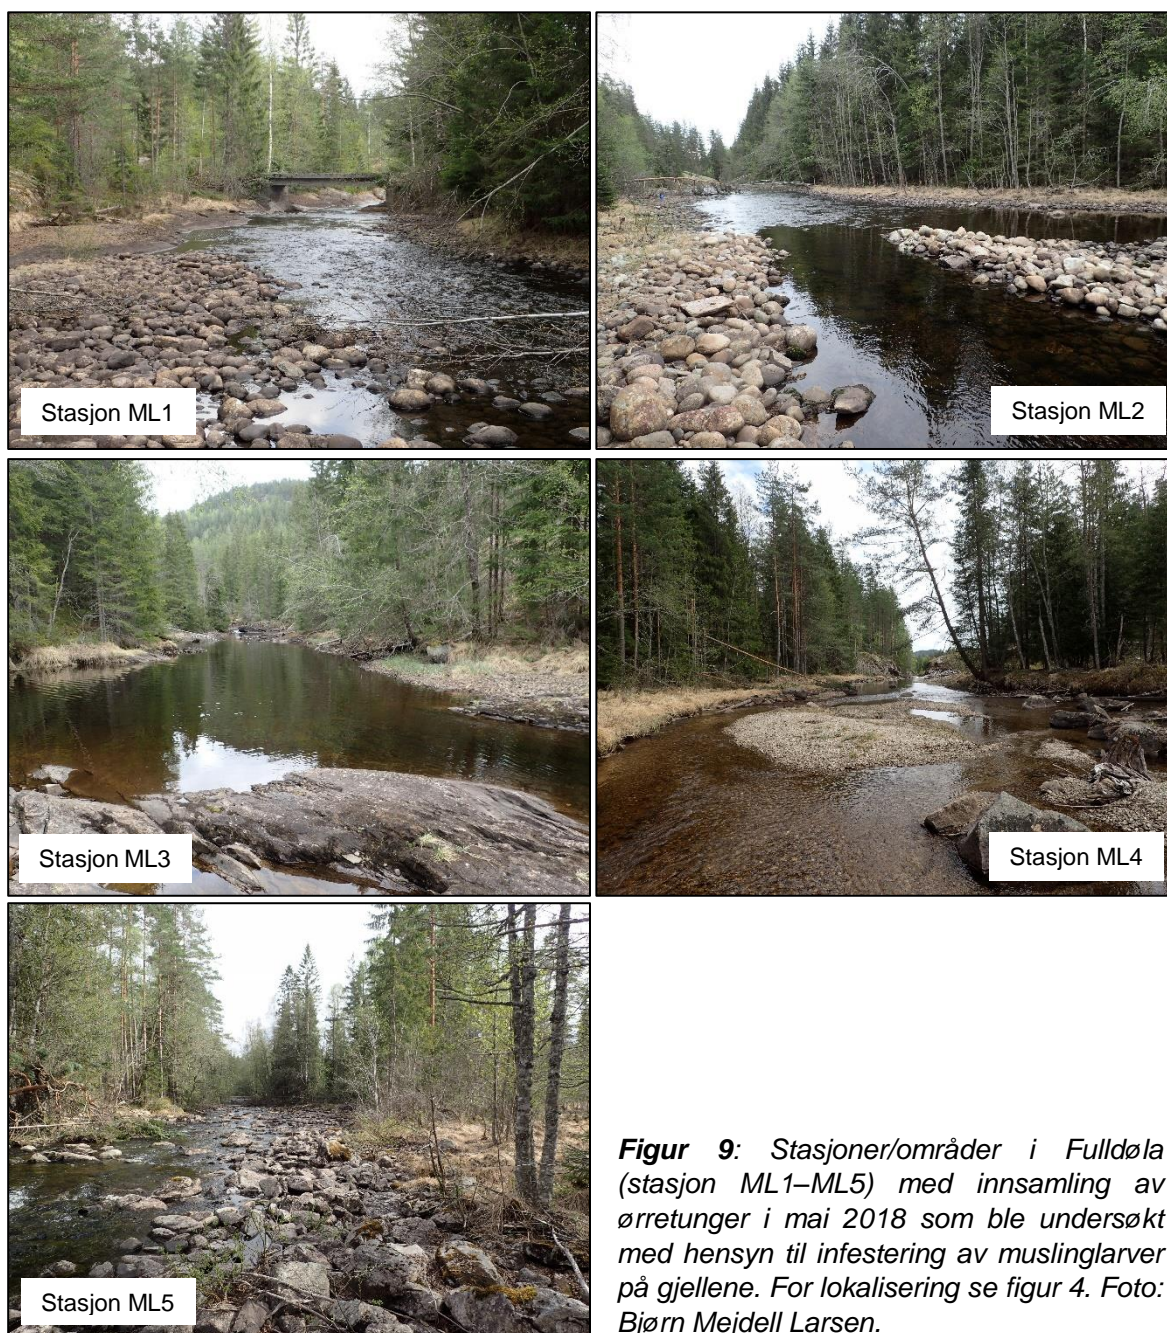 Stasjon ML1
Stasjon ML2
Stasjon ML3
Stasjon ML4
Stasjon ML5
Figur 9: Stasjoner/områder i Fulldøla
(stasjon ML1–ML5) med innsamling av
ørretunger i mai 2018 som ble undersøkt
med hensyn til infestering av muslinglarver
på gjellene. For lokalisering se figur 4. Foto:
Bjørn Mejdell Larsen.